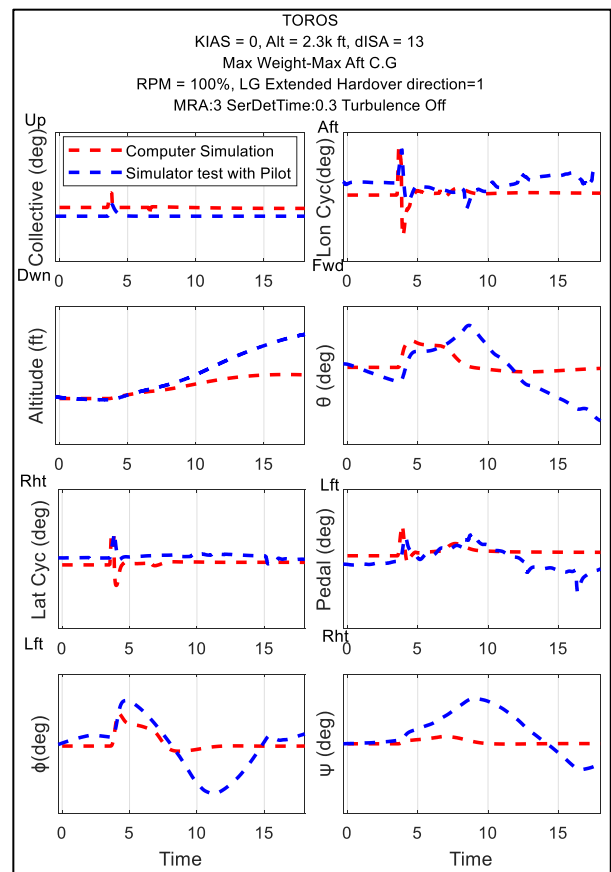 TOROS
KIAS = 0, Alt = 2.3k ft, dISA = 13
Max Weight-Max Aft C.G
RPM = 100%, LG Extended Hardover direction=1
MRA:3 SerDetTime:0.3 Turbulence Off
Up
Collective (deg)
Computer Simulation
Simulator test with Pilot
0 5 10 15
Dwn
Aft
Lon Cyc(deg)
0 5 10 15
Fwd
Altitude (ft)
0 5 10 15
θ (deg)
0 5 10 15
Rht
Lat Cyc (deg)
0 5 10 15
Lft
Lft
Pedal (deg)
0 5 10 15
Rht
ϕ(deg)
0 5 10 15
Time
ψ (deg)
0 5 10 15
Time